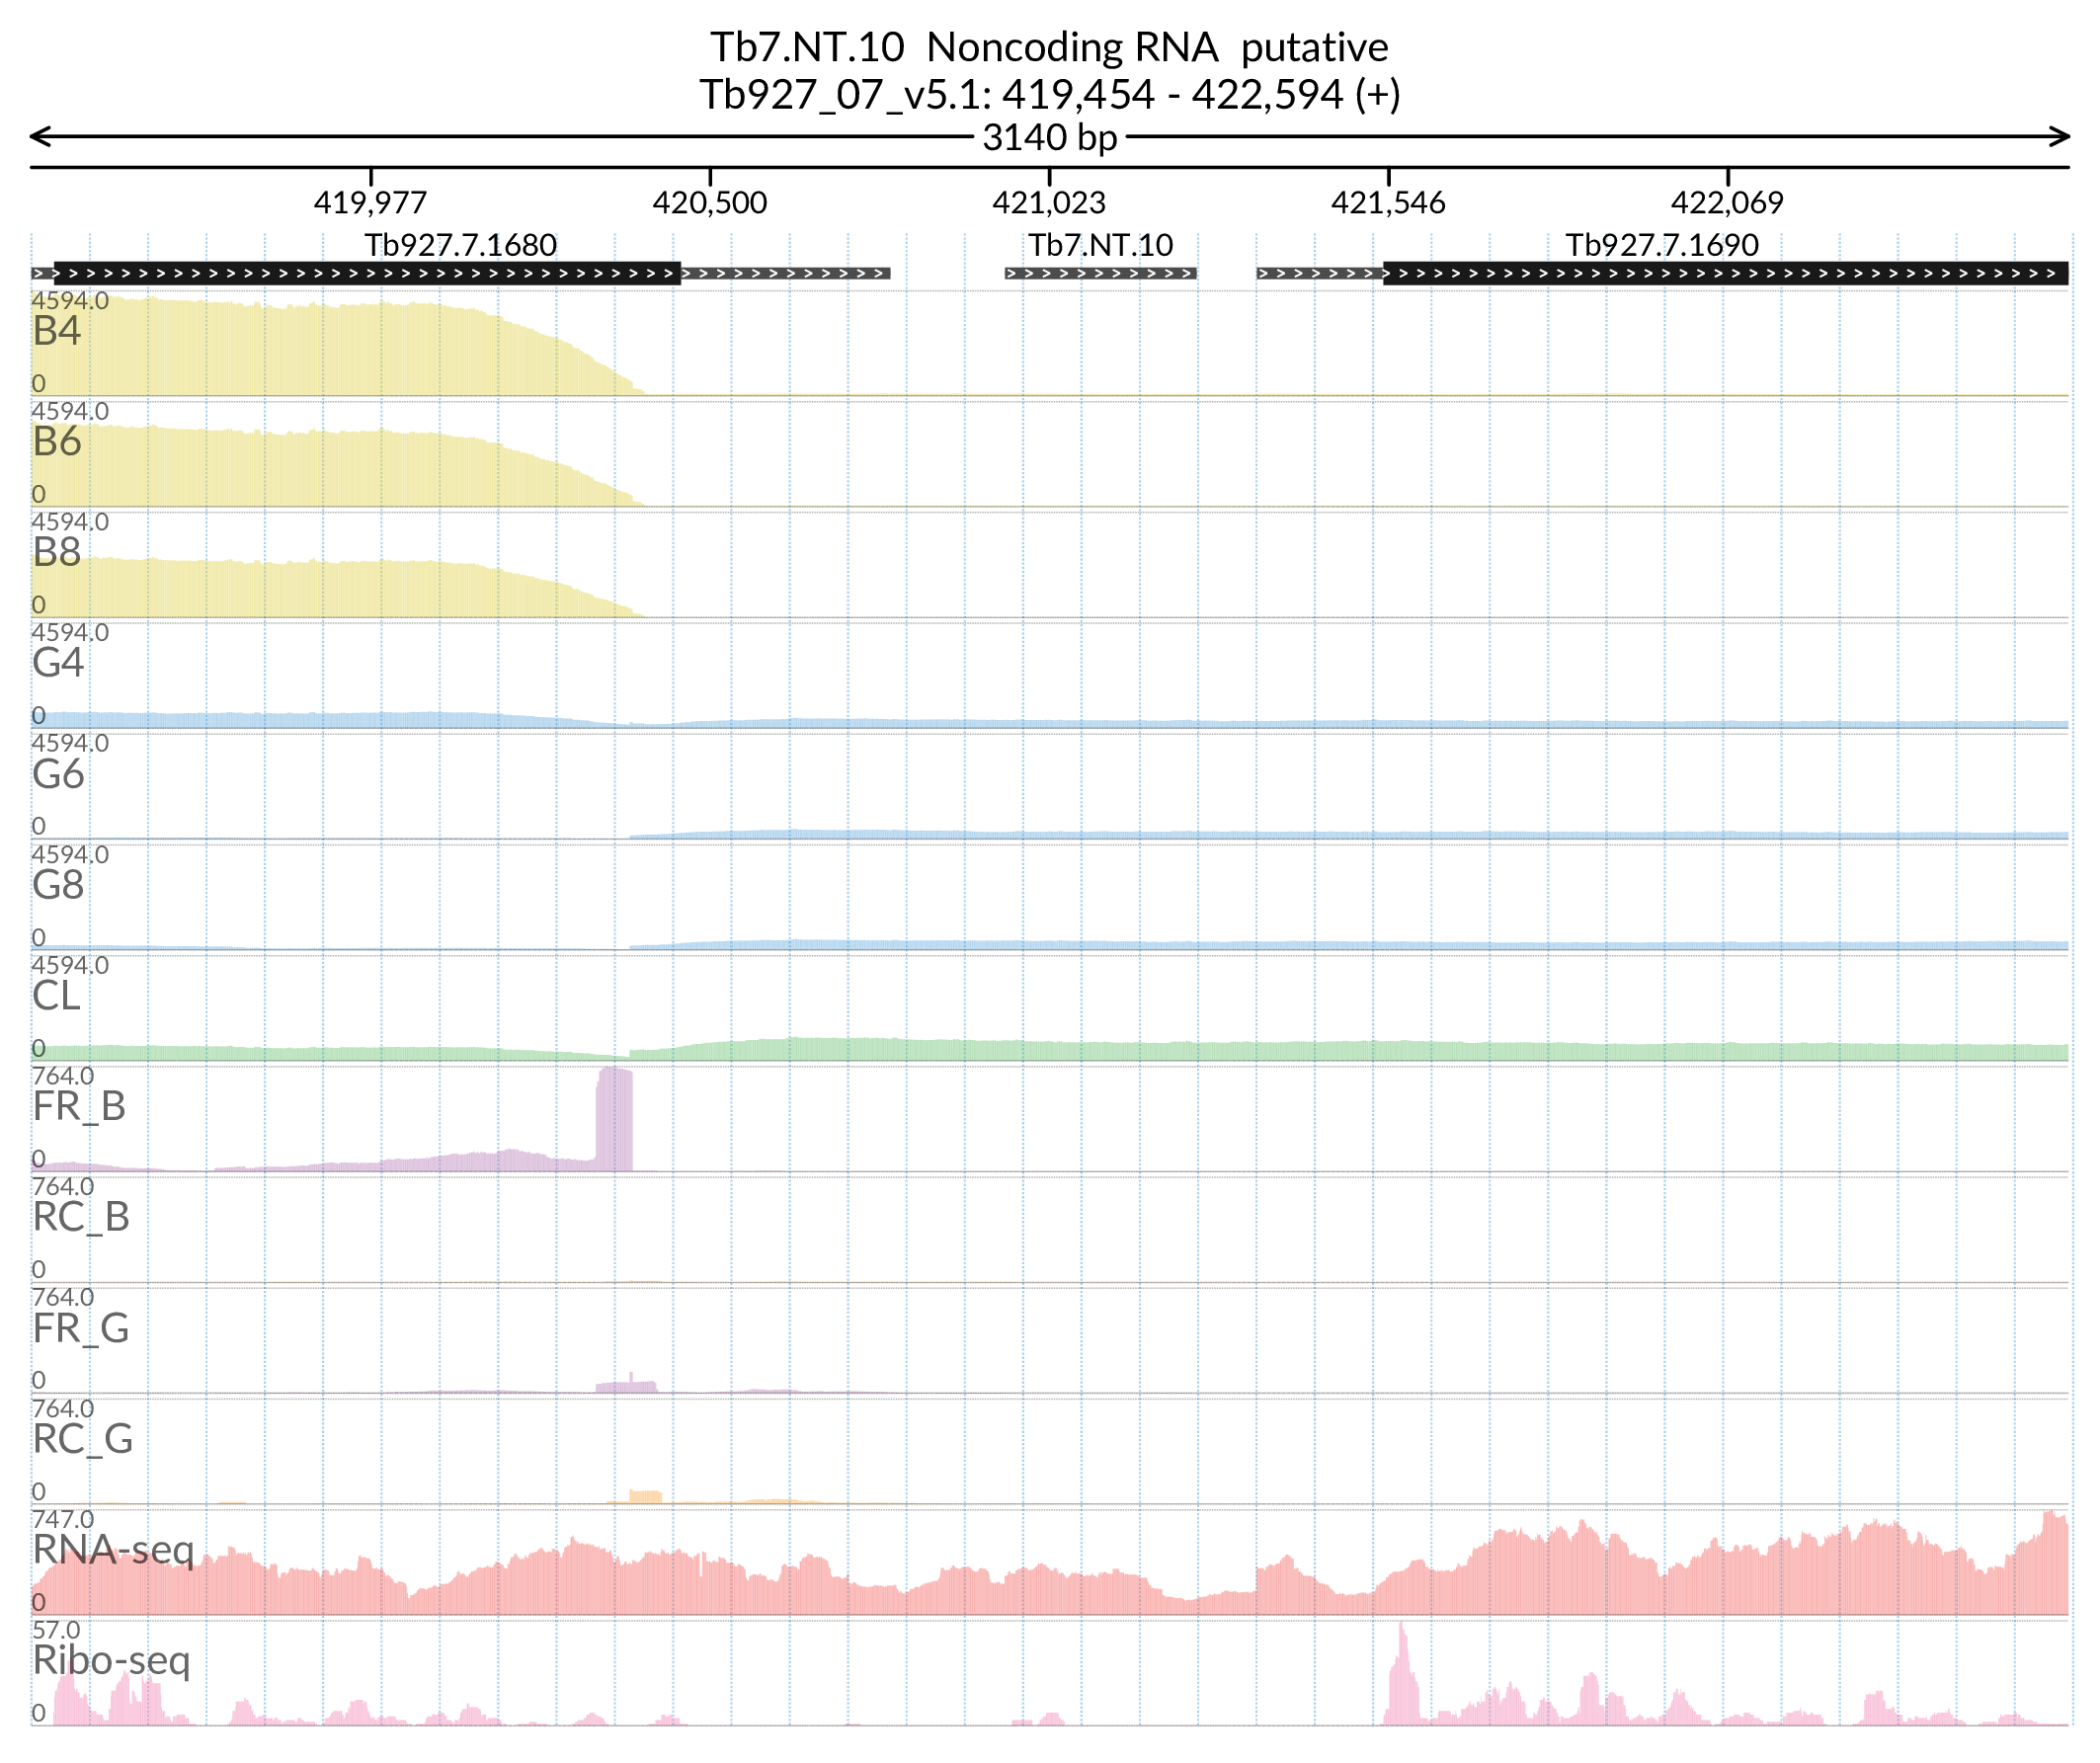 Tb7.NT.10 Noncoding RNA putative
Tb927_07_v5.1: 419,454 - 422,594 (+)
3140 bp
419,977 420,500 421,023 421,546 422,069
Tb927.7.1680 Tb7.NT.10 Tb927.7.1690
4594.0
B4
0
4594.0
B6
0
4594.0
B8
0
4594.0
G4
0
4594.0
G6
0
4594.0
G8
0
4594.0
CL
0
764.0
FR_B
0
764.0
RC_B
0
764.0
FR_G
0
764.0
RC_G
0
747.0
RNA-seq
0
57.0
Ribo-seq
0